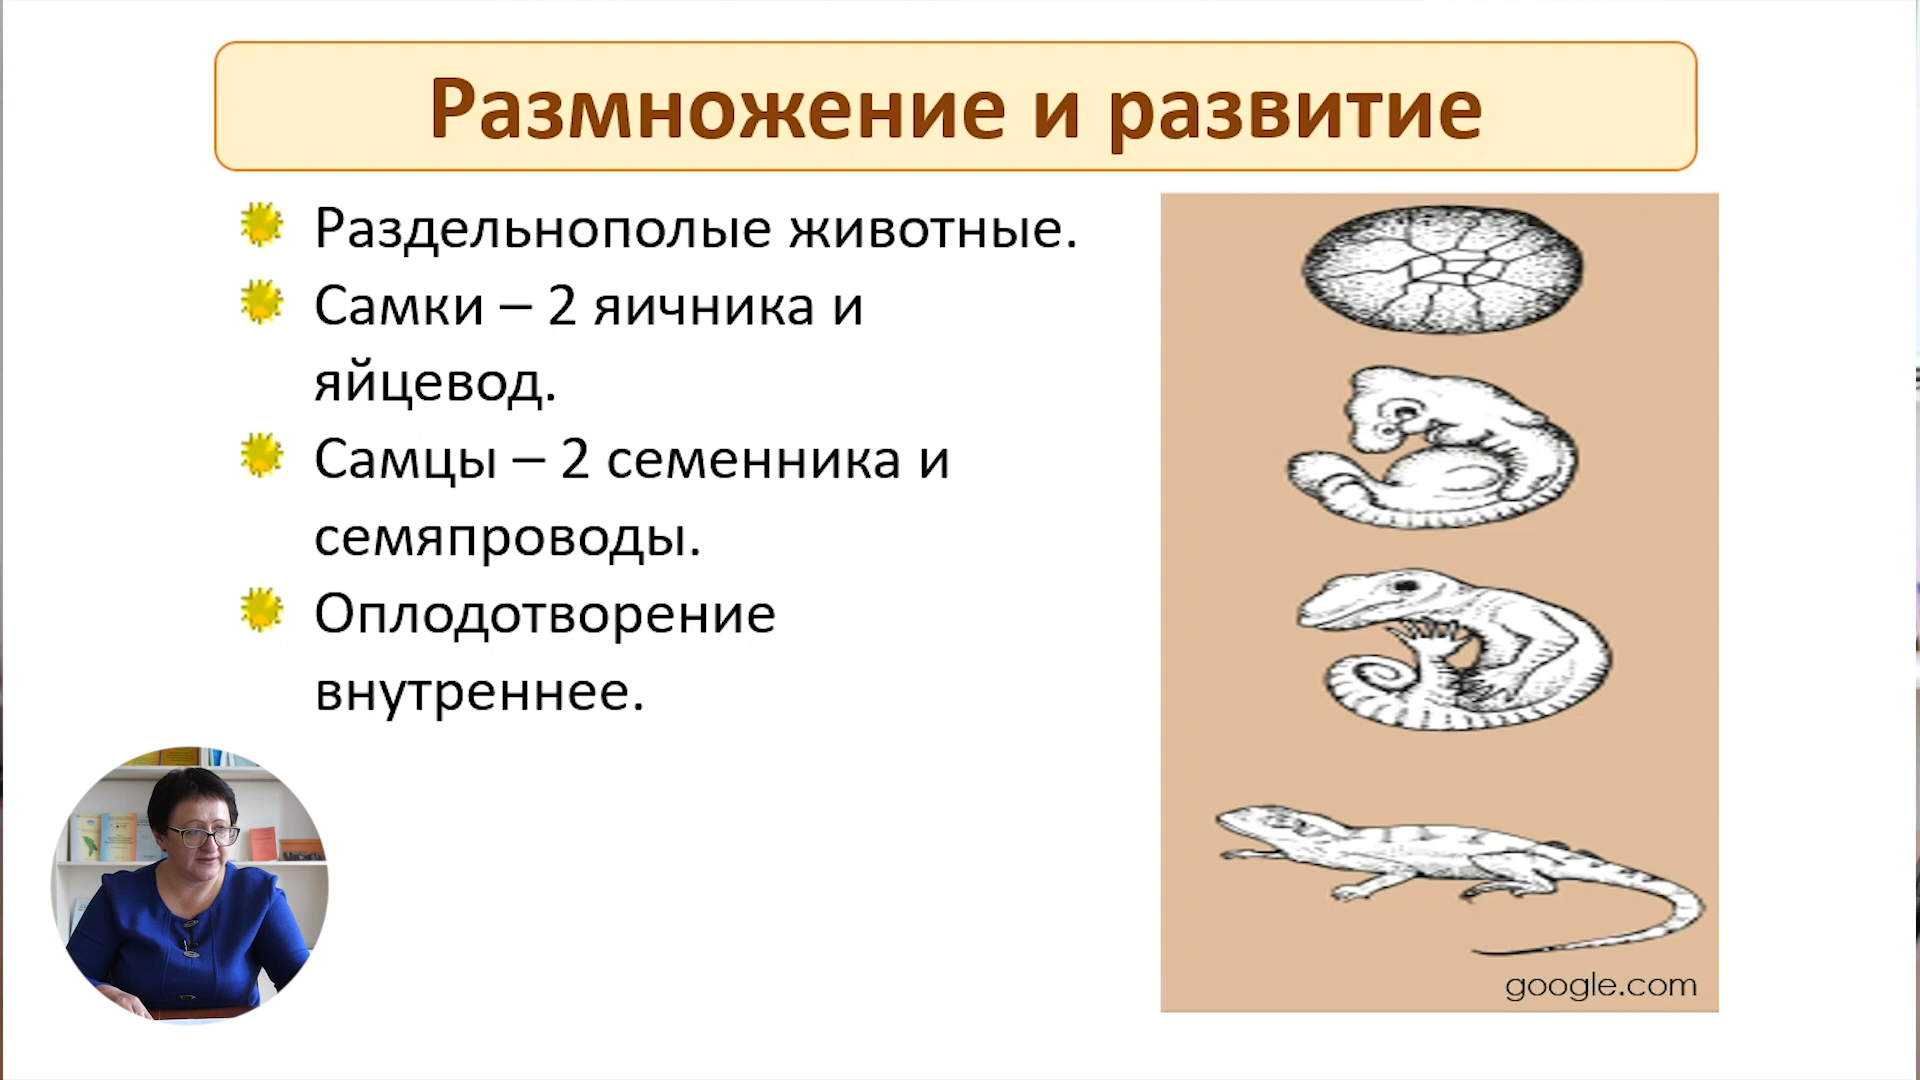 Размножение и развитие
Раздельнополые животные.
Самки – 2 яичника и
яйцевод.
Самцы – 2 семенника и
семяпроводы.
Оплодотворение
внутреннее.
google.com